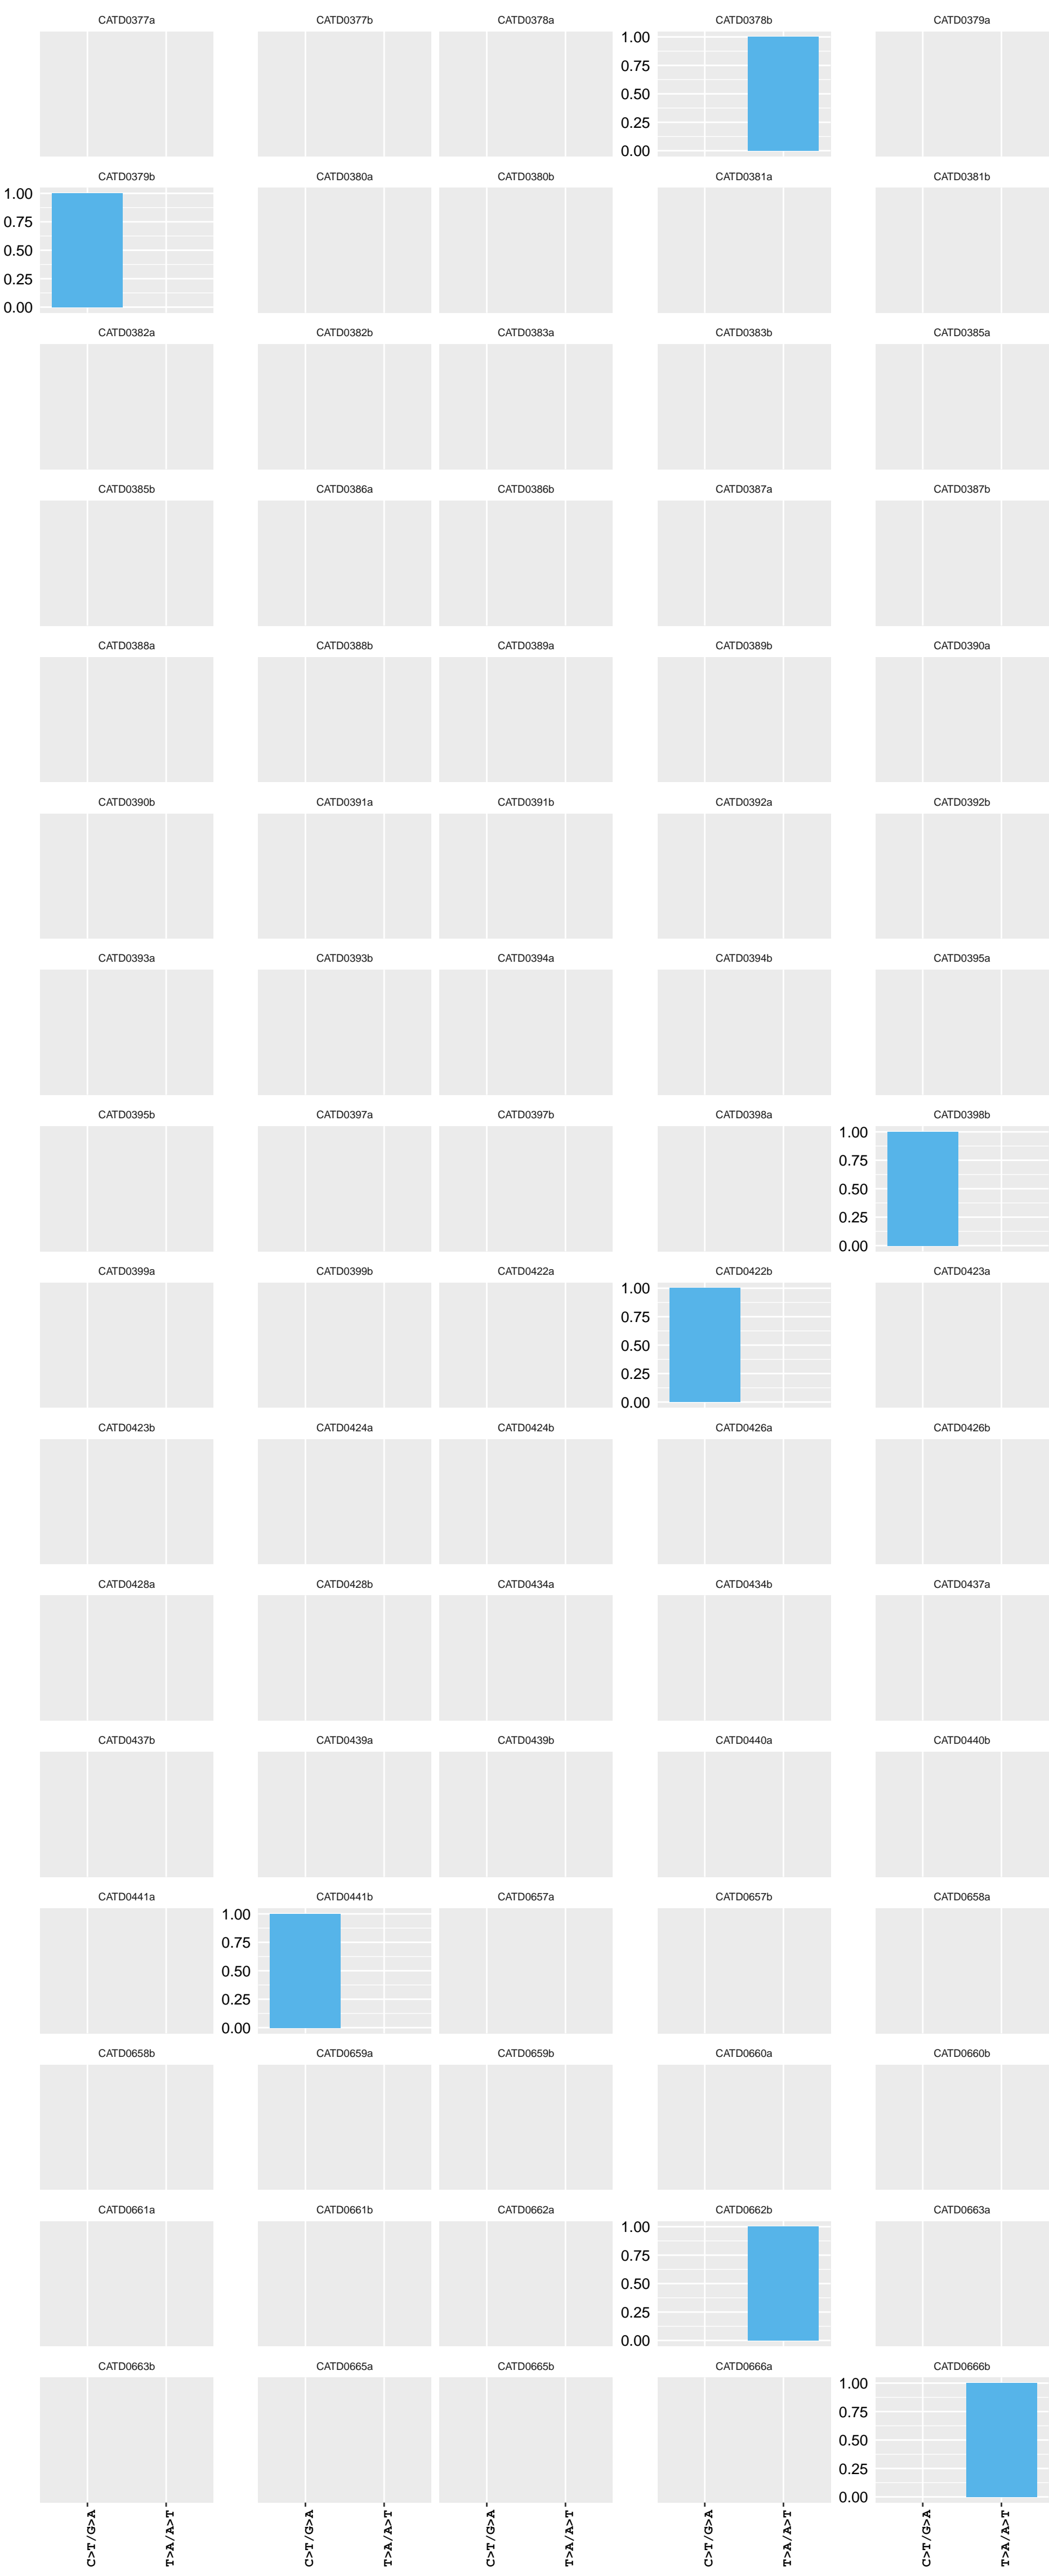 CATD0377a CATD0377b CATD0378a CATD0378b CATD0379a
1.00
0.75
0.50
0.25
0.00
CATD0379b CATD0380a CATD0380b CATD0381a CATD0381b
1.00
0.75
0.50
0.25
0.00
CATD0382a CATD0382b CATD0383a CATD0383b CATD0385a
CATD0385b CATD0386a CATD0386b CATD0387a CATD0387b
CATD0388a CATD0388b CATD0389a CATD0389b CATD0390a
CATD0390b CATD0391a CATD0391b CATD0392a CATD0392b
CATD0393a CATD0393b CATD0394a CATD0394b CATD0395a
CATD0395b CATD0397a CATD0397b CATD0398a CATD0398b
1.00
0.75
0.50
0.25
0.00
CATD0399a CATD0399b CATD0422a CATD0422b CATD0423a
1.00
0.75
0.50
0.25
0.00
CATD0423b CATD0424a CATD0424b CATD0426a CATD0426b
CATD0428a CATD0428b CATD0434a CATD0434b CATD0437a
CATD0437b CATD0439a CATD0439b CATD0440a CATD0440b
CATD0441a CATD0441b CATD0657a CATD0657b CATD0658a
1.00
0.75
0.50
0.25
0.00
CATD0658b CATD0659a CATD0659b CATD0660a CATD0660b
CATD0661a CATD0661b CATD0662a CATD0662b CATD0663a
1.00
0.75
0.50
0.25
0.00
CATD0663b CATD0665a CATD0665b CATD0666a CATD0666b
1.00
0.75
0.50
0.25
0.00
C>T/G>A T>A/A>T C>T/G>A T>A/A>T C>T/G>A T>A/A>T C>T/G>A T>A/A>T C>T/G>A T>A/A>T